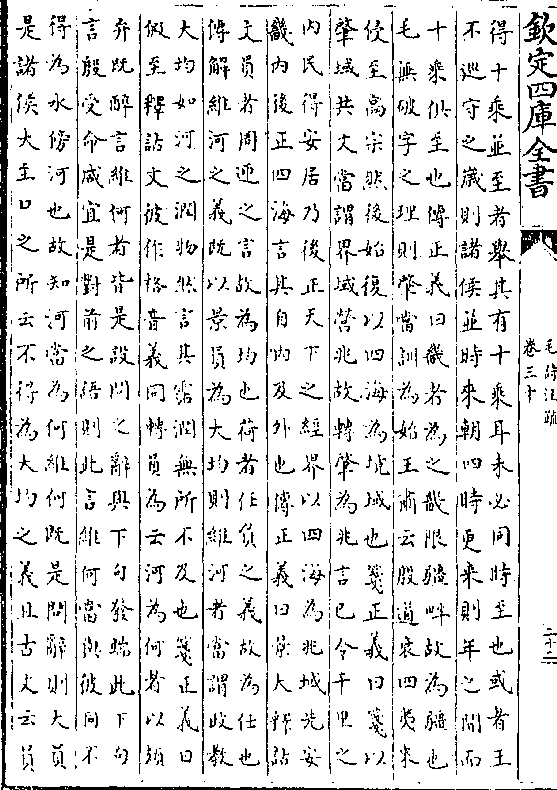 欽定四庫全書
毛詩注疏
卷三十
二十二
得十乘並至者舉其有十乘耳未必同時至也或者王
不巡守之歲則諸侯並時來朝四時更來則年之間而
十乘俱至也傳正義曰畿者為之畿限疆畔故為疆也
毛無破字之理則肇當訓為始王肅云殷道衰四夷來
侵至高宗然後始復以四海為境域也箋正義曰箋以
肇域共文當謂界域營兆故轉肇為兆言已令千里之
内民得安居乃後正天下之經界以四海為兆域先安
畿内後正四海言其自内及外也傳正義曰景大釋詁
文員者周迊之言故為均也荷者任負之義故為任也
傳解維河之義既以景員為大均則維河者當謂政教
大均如河之潤物然言其霑潤無所不及也箋正義曰
假至釋詁文彼作格音義同轉員為云河為何者以頍
弁既醉言維何者皆是設問之辭與下句發端此下句
言殷受命咸宜是對前之語則此言維何當與彼同不
得為水傍河也故知河當為何維何既是問辭則大員
是諸侯大至口之所云不得為大均之義且古文云員